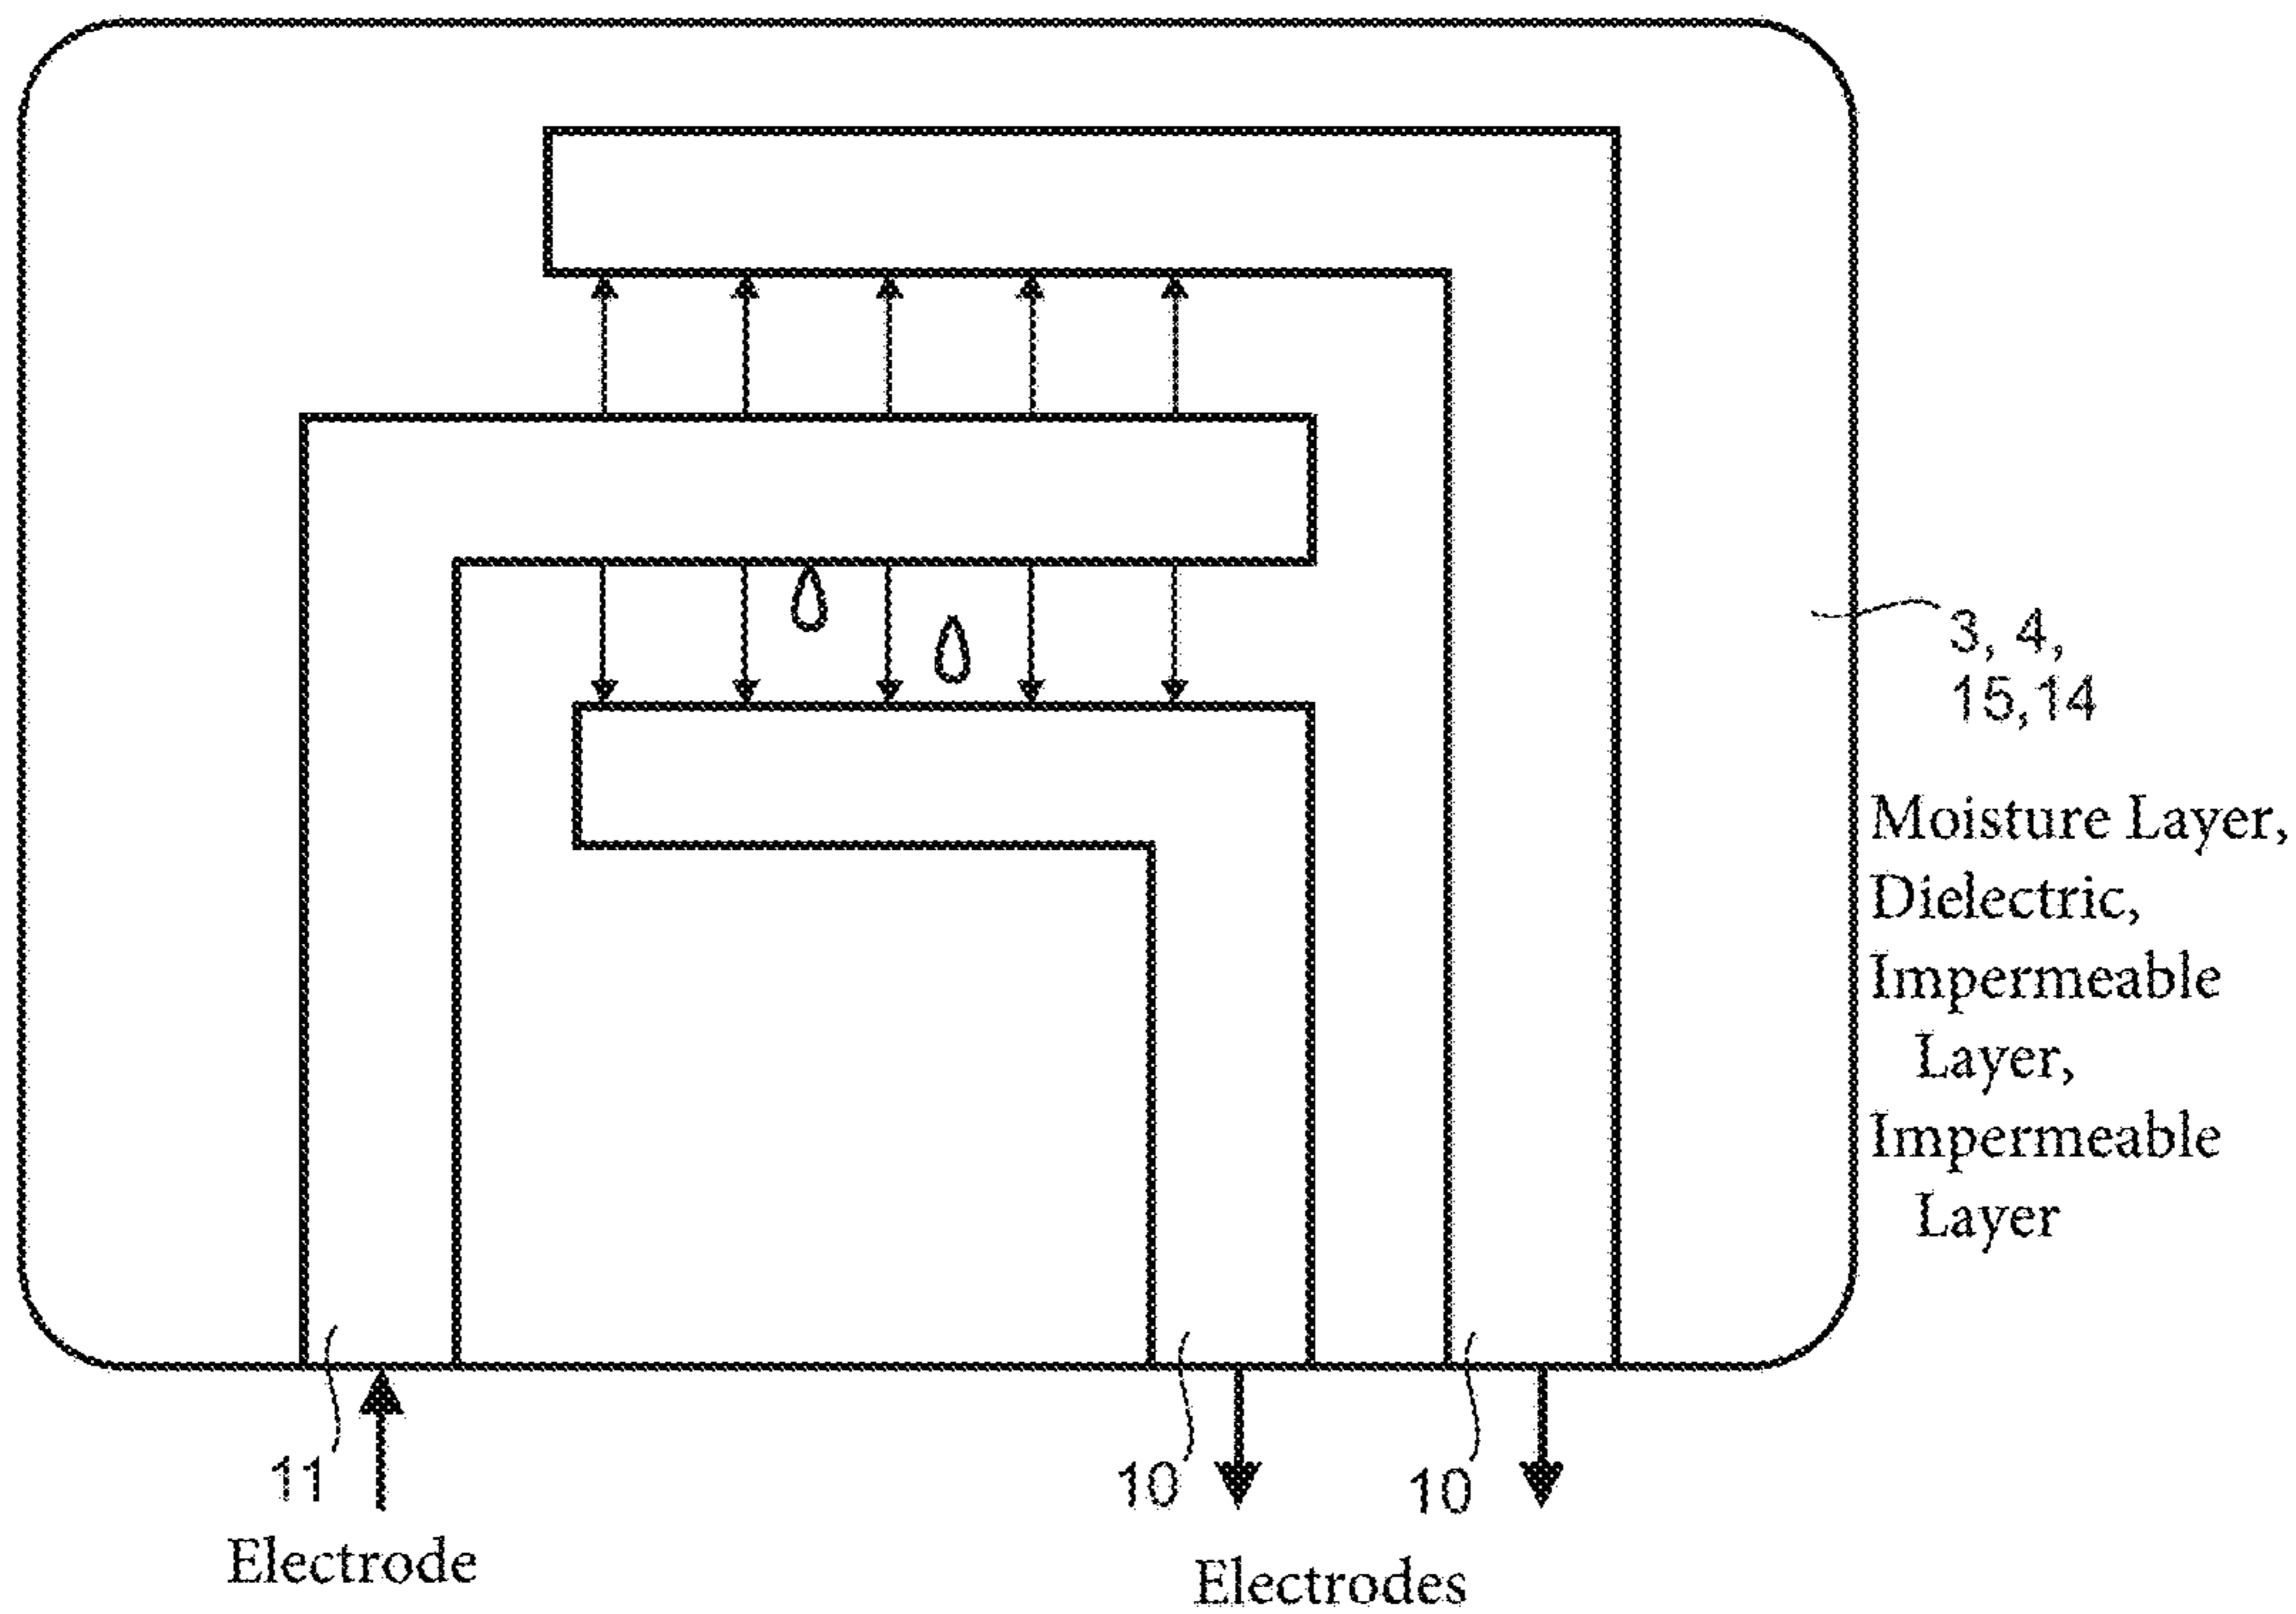 3, 4,
15,14
Moisture Layer,
Dielectric,
Impermeable
Layer,
Impermeable
Layer
11
10
10
Electrode
Electrodes